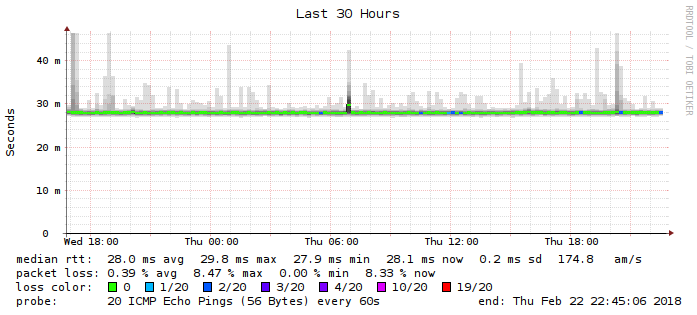 Last 30 Hours
RRDTOOL / TOBI OETIKER
Seconds
40 m
30 m
20 m
10 m
0
Wed 18:00 Thu 00:00 Thu 06:00 Thu 12:00 Thu 18:00
median rtt: 28.0 ms avg 29.8 ms max 27.9 ms min 28.1 ms now 0.2 ms sd 174.8 am/s
packet loss: 0.39 % avg 8.47 % max 0.00 % min 8.33 % now
loss color: 0 1/20 2/20 3/20 4/20 10/20 19/20
probe: 20 ICMP Echo Pings (56 Bytes) every 60s end: Thu Feb 22 22:45:06 2018